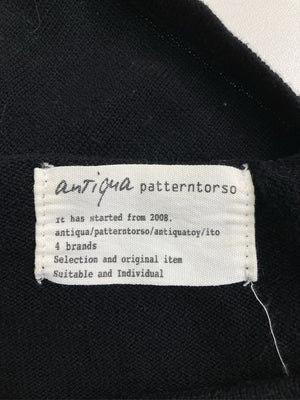 antiqua patterntorso
It has started from 2008.
antiqua/patterntorso/antiquatoy/ito
4 brands
Selection and original item
Suitable and Individual